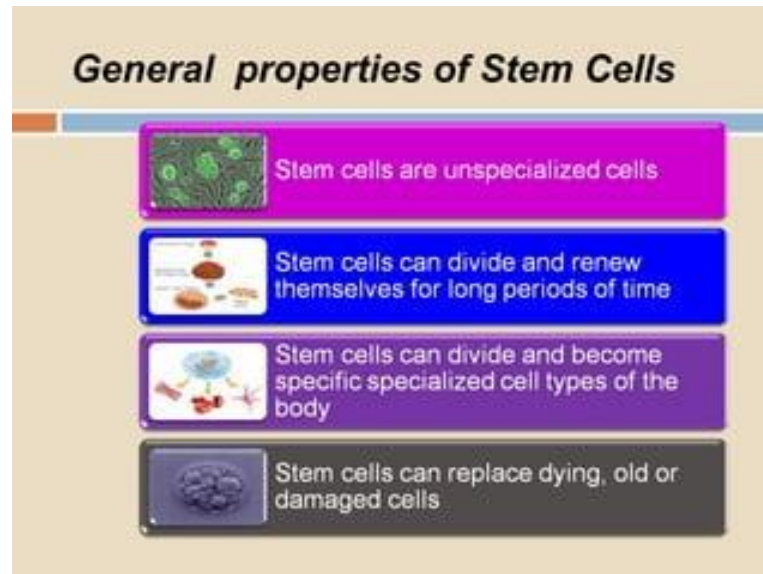 General properties of Stem Cells
Stem cells are unspecialized cells
Stem cells can divide and renew
themselves for long periods of time
Stem cells can divide and become
specific specialized cell types of the
body
Stem cells can replace dying, old or
damaged cells